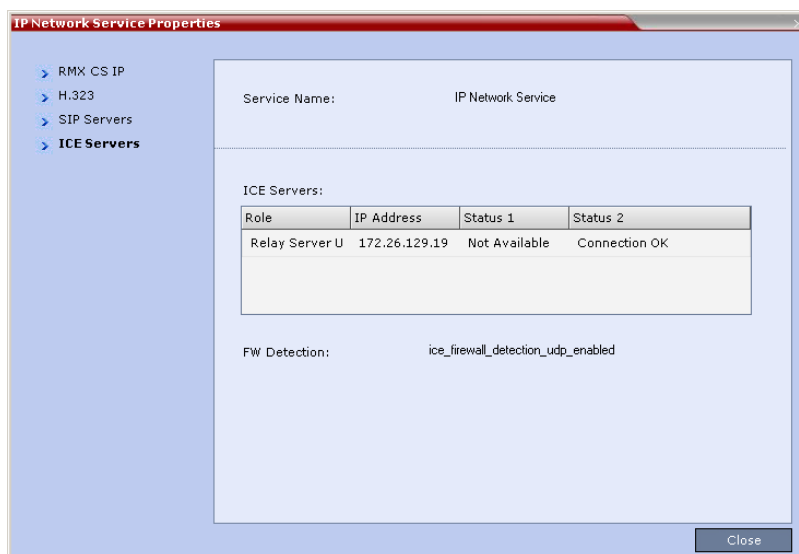 IP Network Service Properties
RMX CS IP
H.323
SIP Servers
ICE Servers
Service Name: IP Network Service
ICE Servers:
Role IP Address Status 1 Status 2
Relay Server U 172.26.129.19 Not Available Connection OK
FW Detection: ice_firewall_detection_udp_enabled
Close